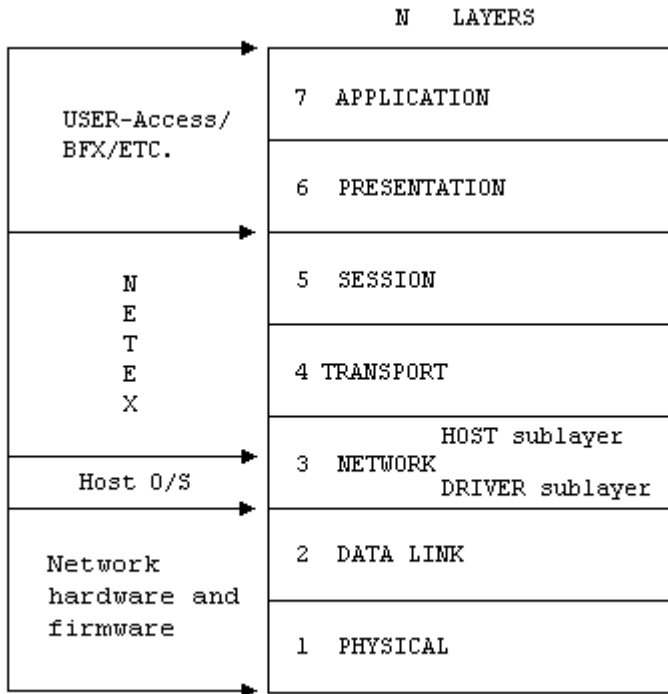 N LAYERS
USER-Access/
BFX/ETC.
7 APPLICATION
6 PRESENTATION
N
E
T
E
X
5 SESSION
4 TRANSPORT
HOST sublayer
3 NETWORK
DRIVER sublayer
Host O/S
Network
hardware and
firmware
2 DATA LINK
1 PHYSICAL